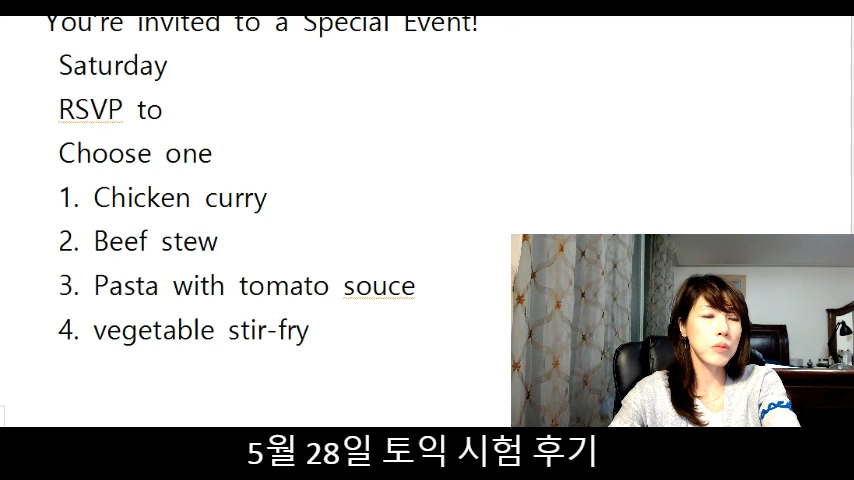 You're invited to a Special Event!
Saturday
RSVP to
Choose one
1. Chicken curry
2. Beef stew
3. Pasta with tomato souce
4. vegetable stir-fry
5월 28일 토익 시험 후기